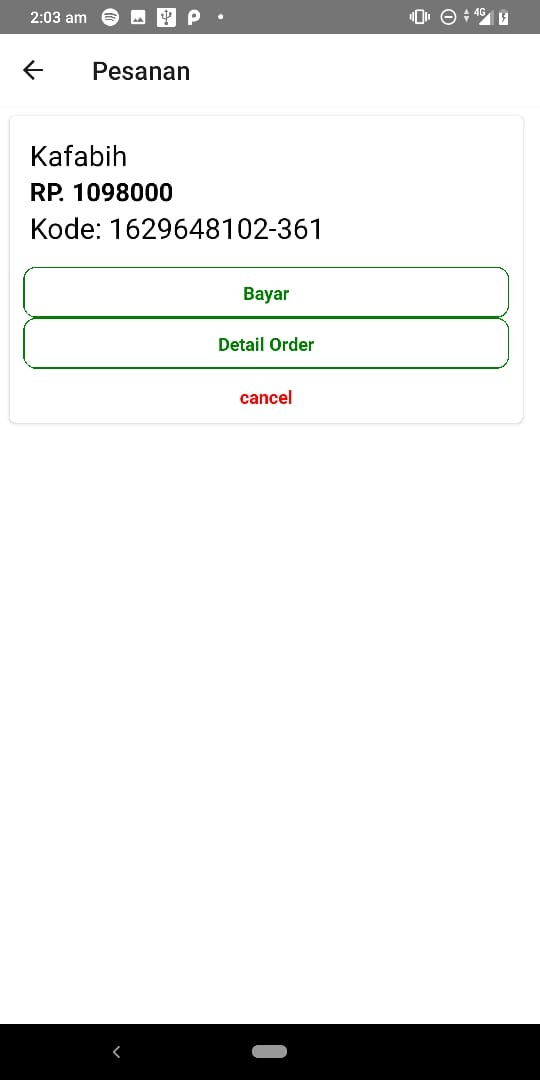 2:03 am
4G
Pesanan
Kafabih
RP. 1098000
Kode: 1629648102-361
Bayar
Detail Order
cancel